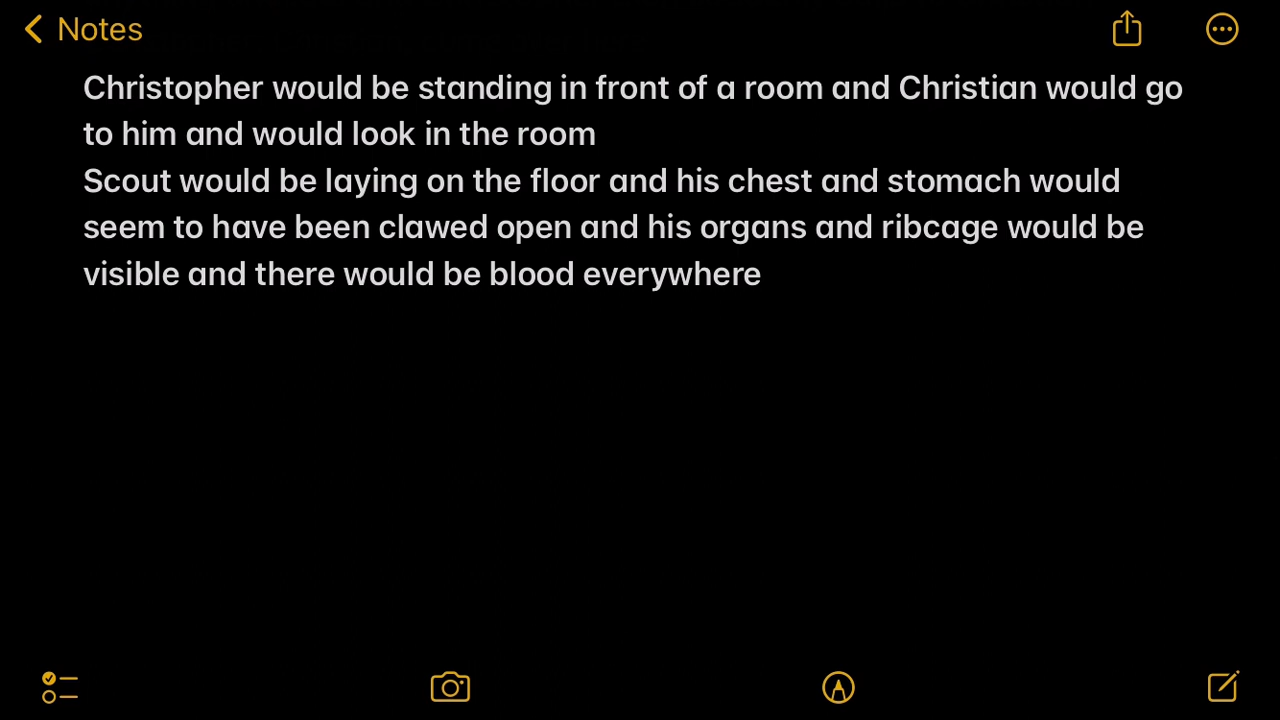 Notes
Christopher would be standing in front of a room and Christian would go
to him and would look in the room
Scout would be laying on the floor and his chest and stomach would
seem to have been clawed open and his organs and ribcage would be
visible and there would be blood everywhere